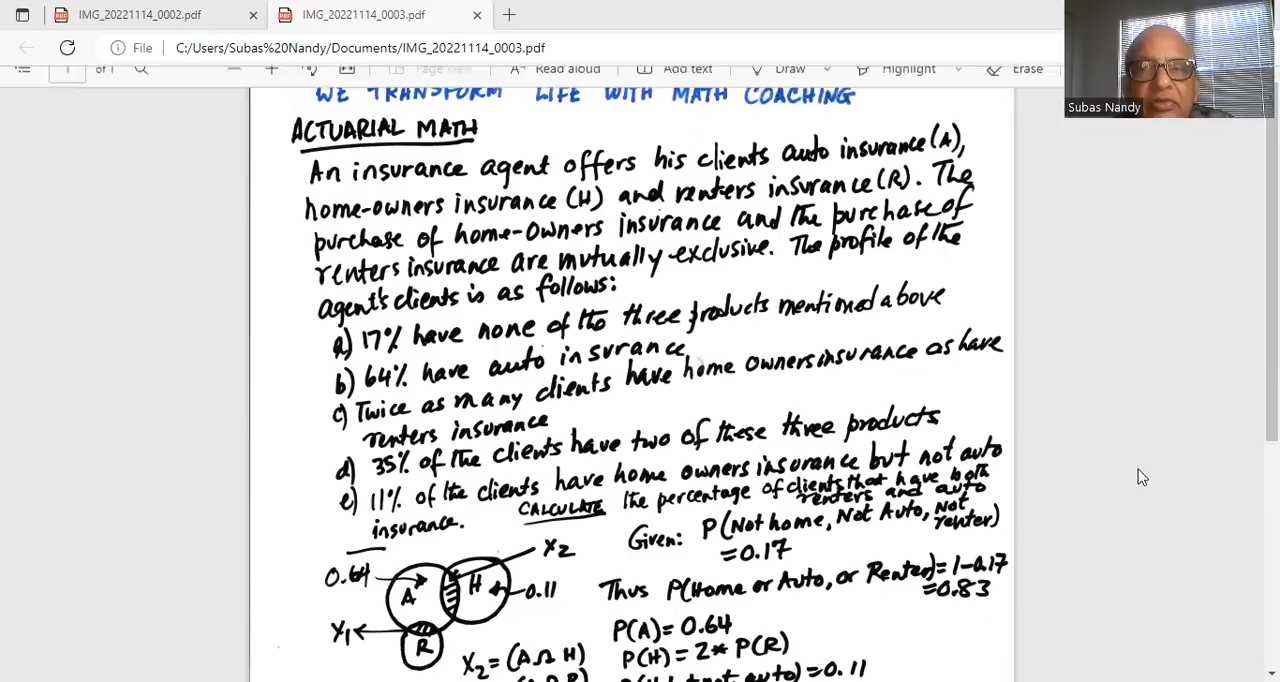 IMG_20221114_0002.pdf
IMG_20221114_0003.pdf
File
C:/Users/Subas%20Nandy/Documents/IMG_20221114_0003.pdf
1 of 1
Page view
Read aloud
Add text
Draw
Highlight
Erase
Subas Nandy
WE TRANSFORM LIFE WITH MATH COACHING
ACTUARIAL MATH
An insurance agent offers his clients auto insurance (A),
home-owners insurance (H) and renters insurance (R). The
purchase of home-owners insurance and the purchase of
renters insurance are mutually exclusive. The profile of the
agent's clients is as follows:
a) 17% have none of the three products mentioned above
b) 64% have auto insurance
c) Twice as many clients have home owners insurance as have
renters insurance
d) 35% of the clients have two of these three products
e) 11% of the clients have home owners insurance but not auto
insurance.
CALCULATE the percentage of clients that have both
renters and auto
Given: P(Not home, Not Auto, Not
renter)
= 0.17
Thus P(Home or Auto, or Renter) = 1-0.17
= 0.83
P(A) = 0.64
P(H) = 2* P(R)
0.64
A
H
0.11
X2
X1
R
X2 = (A∩H)